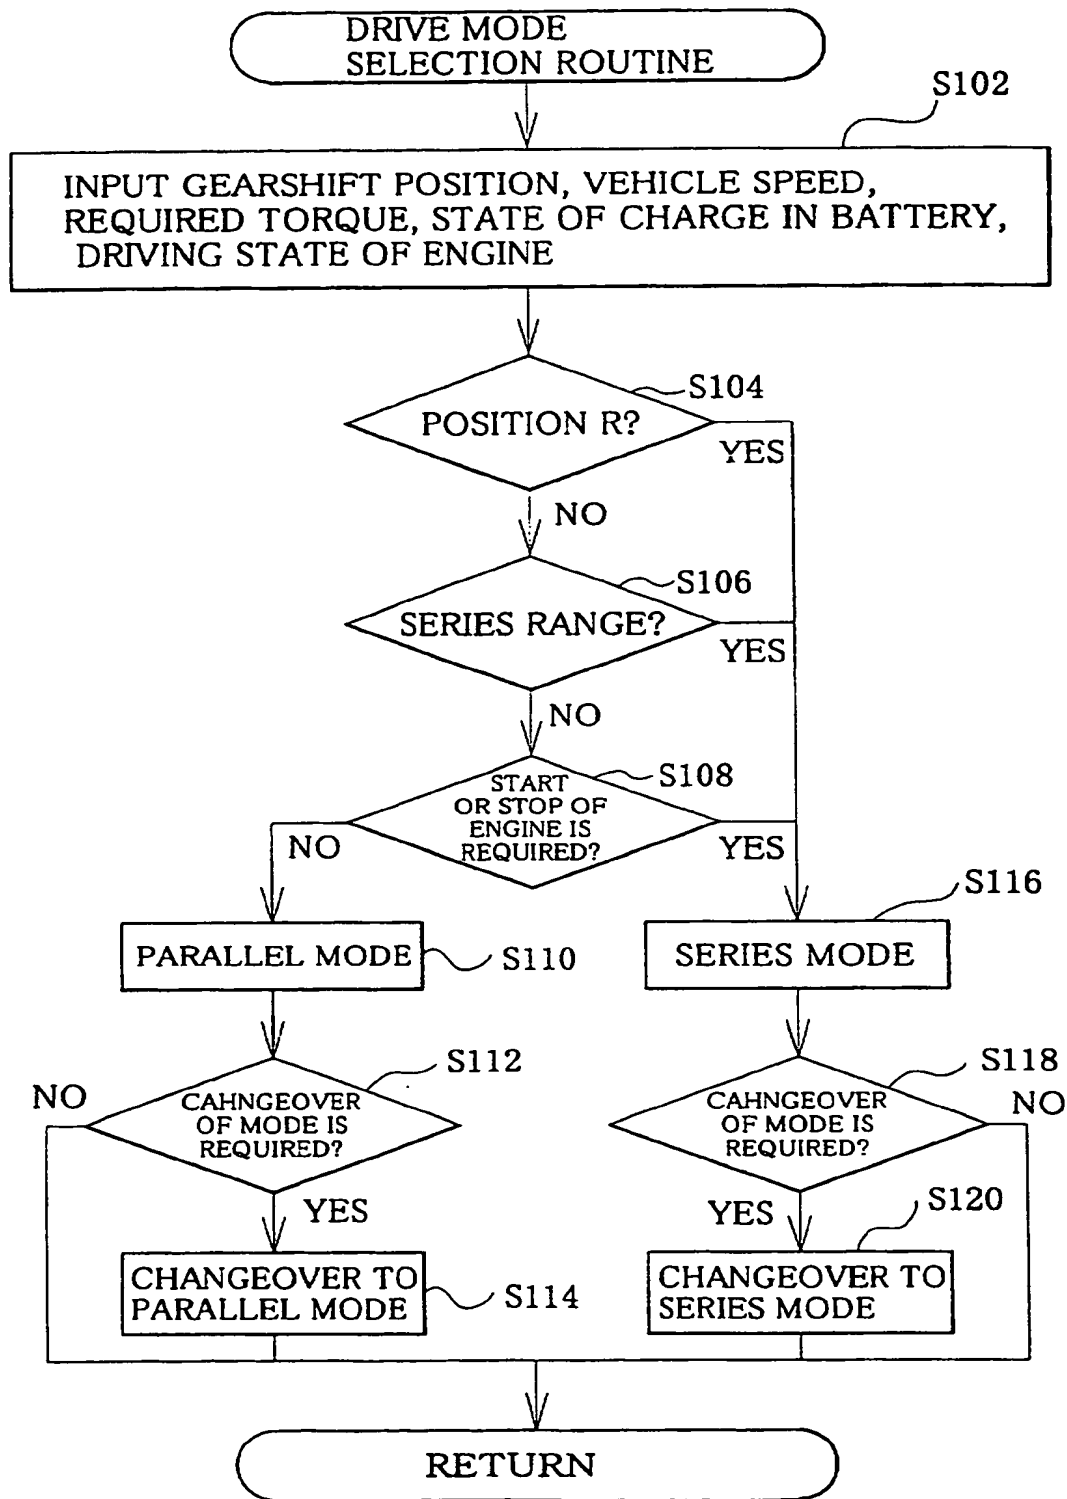 DRIVE MODE
SELECTION ROUTINE
S102
INPUT GEARSHIFT POSITION, VEHICLE SPEED,
REQUIRED TORQUE, STATE OF CHARGE IN BATTERY,
DRIVING STATE OF ENGINE
S104
POSITION R?
YES
NO
S106
SERIES RANGE?
YES
NO
S108
START
OR STOP OF
ENGINE IS
REQUIRED?
NO
YES
S116
PARALLEL MODE
S110
SERIES MODE
S112
S118
NO
CAHNGEOVER
OF MODE IS
REQUIRED?
CAHNGEOVER
OF MODE IS
REQUIRED?
NO
YES
YES
S120
CHANGEOVER TO
PARALLEL MODE
S114
CHANGEOVER TO
SERIES MODE
RETURN